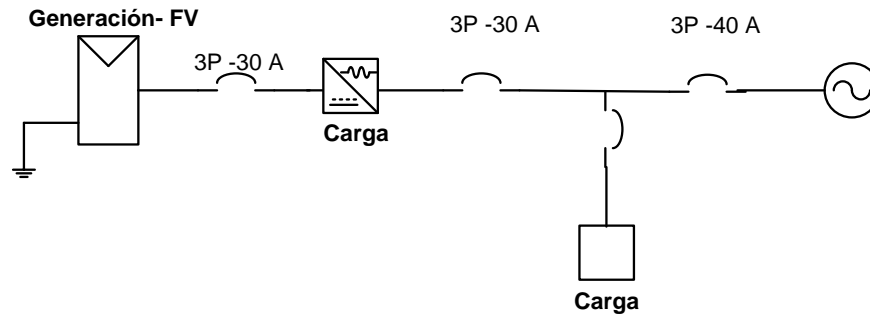 Generación- FV
3P -30 A
3P -30 A
3P -40 A
Carga
Carga